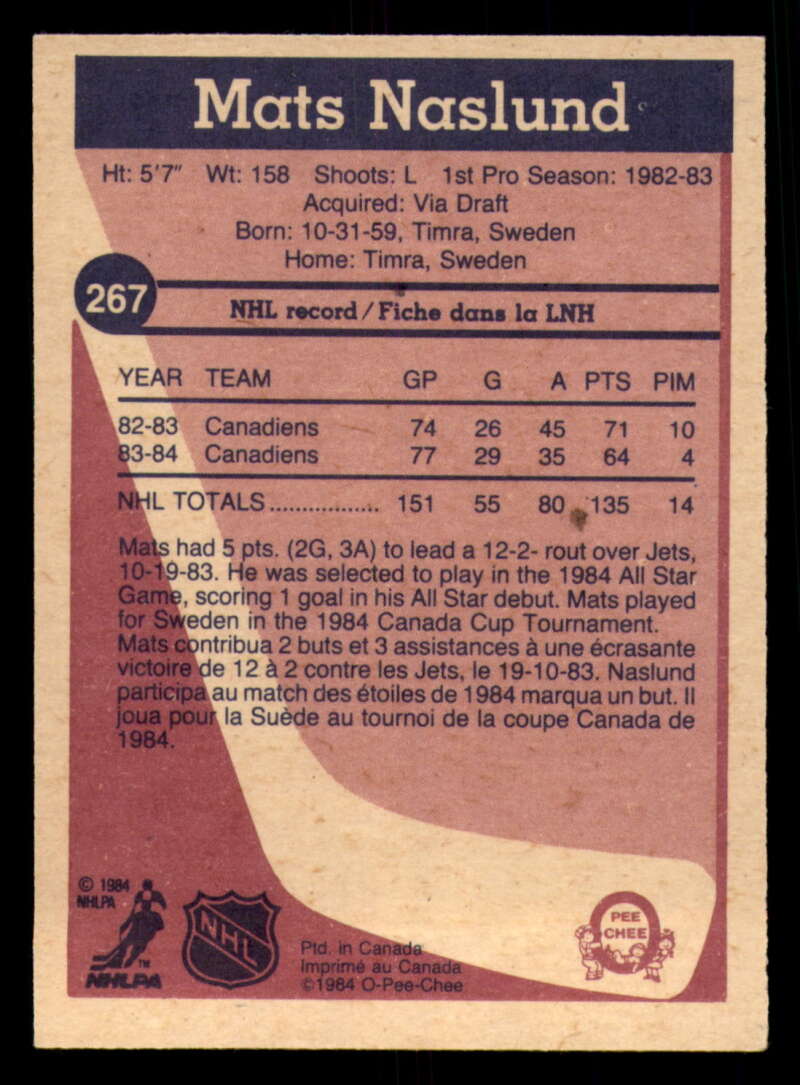 Mats Naslund
Ht: 5'7" Wt: 158 Shoots: L 1st Pro Season: 1982-83
Acquired: Via Draft
Born: 10-31-59, Timra, Sweden
Home: Timra, Sweden
267
NHL record/Fiche dans la LNH
YEAR TEAM GP G A PTS PIM
82-83 Canadiens 74 26 45 71 10
83-84 Canadiens 77 29 35 64 4
NHL TOTALS................. 151 55 80 135 14
Mats had 5 pts. (2G, 3A) to lead a 12-2- rout over Jets,
10-19-83. He was selected to play in the 1984 All Star
Game, scoring 1 goal in his All Star debut. Mats played
for Sweden in the 1984 Canada Cup Tournament.
Mats contribua 2 buts et 3 assistances à une écrasante
victoire de 12 à 2 contre les Jets, le 19-10-83. Naslund
participa au match des étoiles de 1984 marqua un but. Il
joua pour la Suède au tournoi de la coupe Canada de
1984.
© 1984
NHLPA
TM
NHLPA
NHL
Ptd. in Canada
Imprimé au Canada
©1984 O-Pee-Chee
O
PEE
CHEE